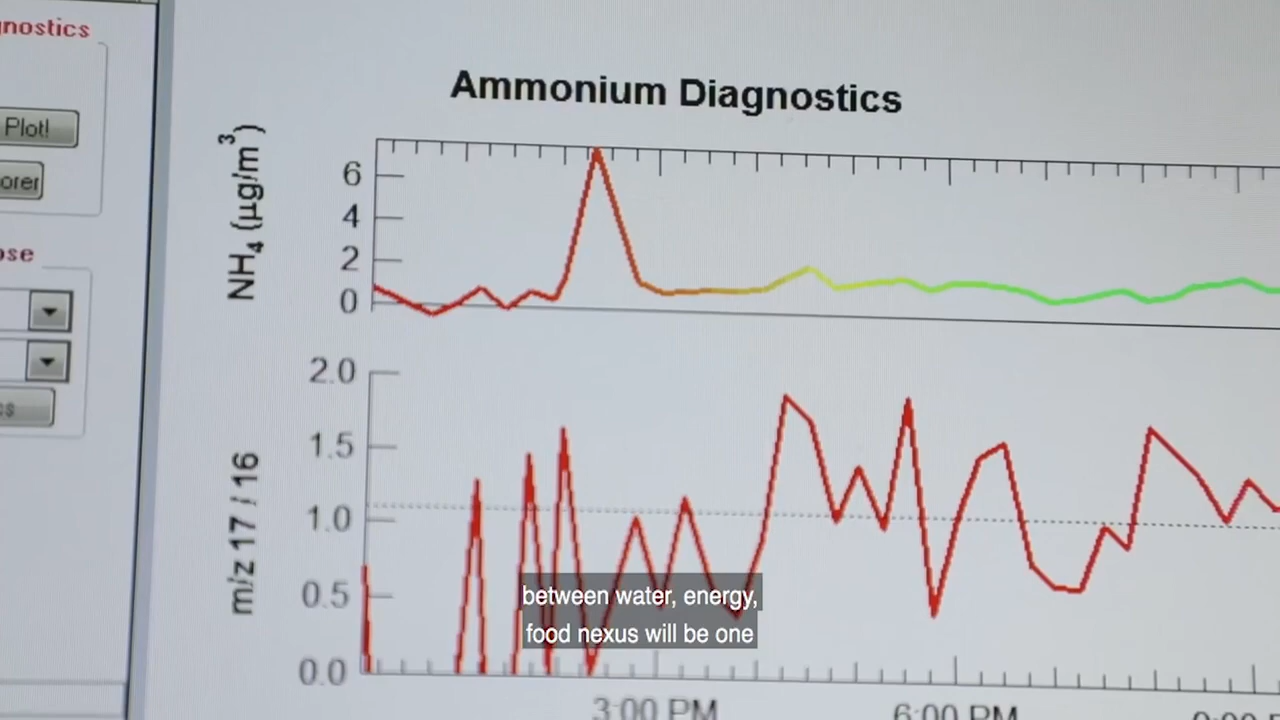 gnostics
Plot!
orer
ose
cs
Ammonium Diagnostics
NH4 (µg/m³)
6
4
2
0
m/z 17 / 16
2.0
1.5
1.0
0.5
0.0
3:00 PM
6:00 PM
between water, energy,
food nexus will be one